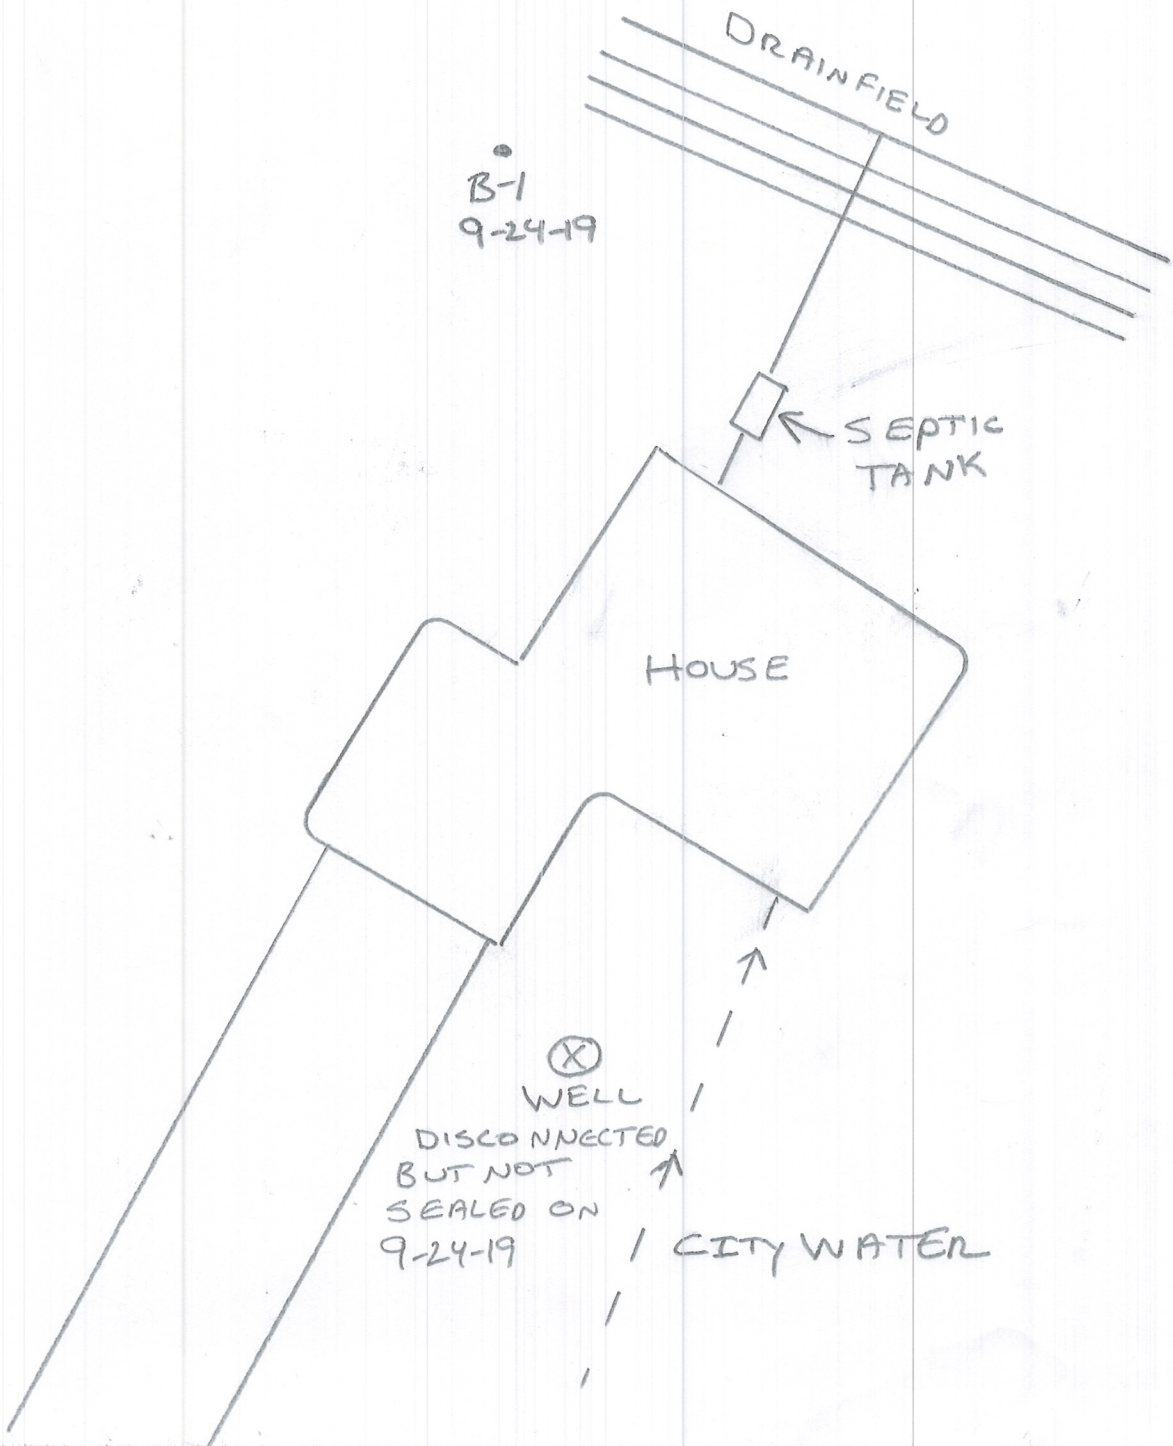 DRAINFIELD
B-1
9-24-19
SEPTIC
TANK
HOUSE
X
WELL
DISCONNECTED
BUT NOT
SEALED ON
9-24-19
CITY WATER